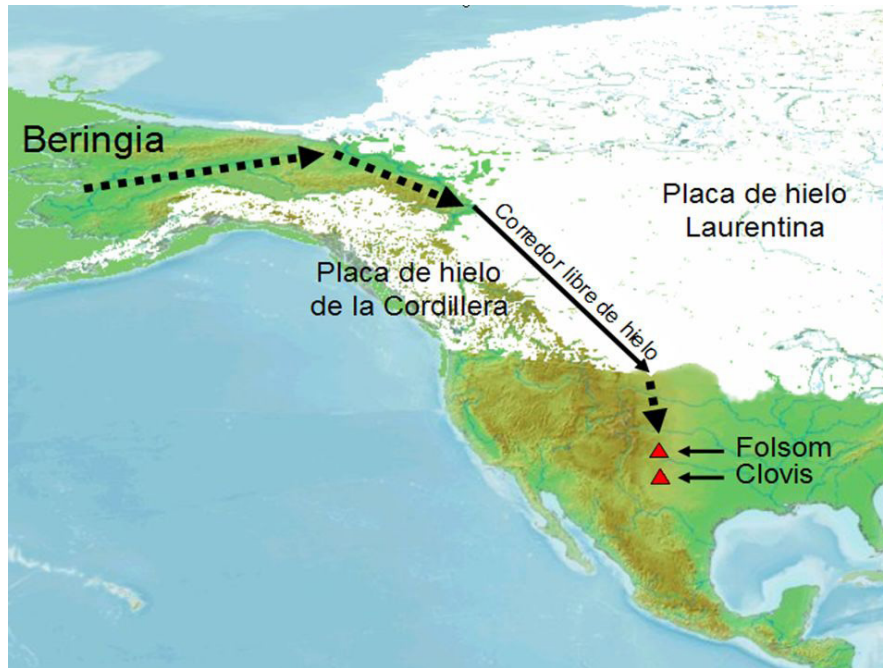 Beringia
Placa de hielo
Laurentina
Corredor libre de hielo
Placa de hielo
de la Cordillera
Folsom
Clovis